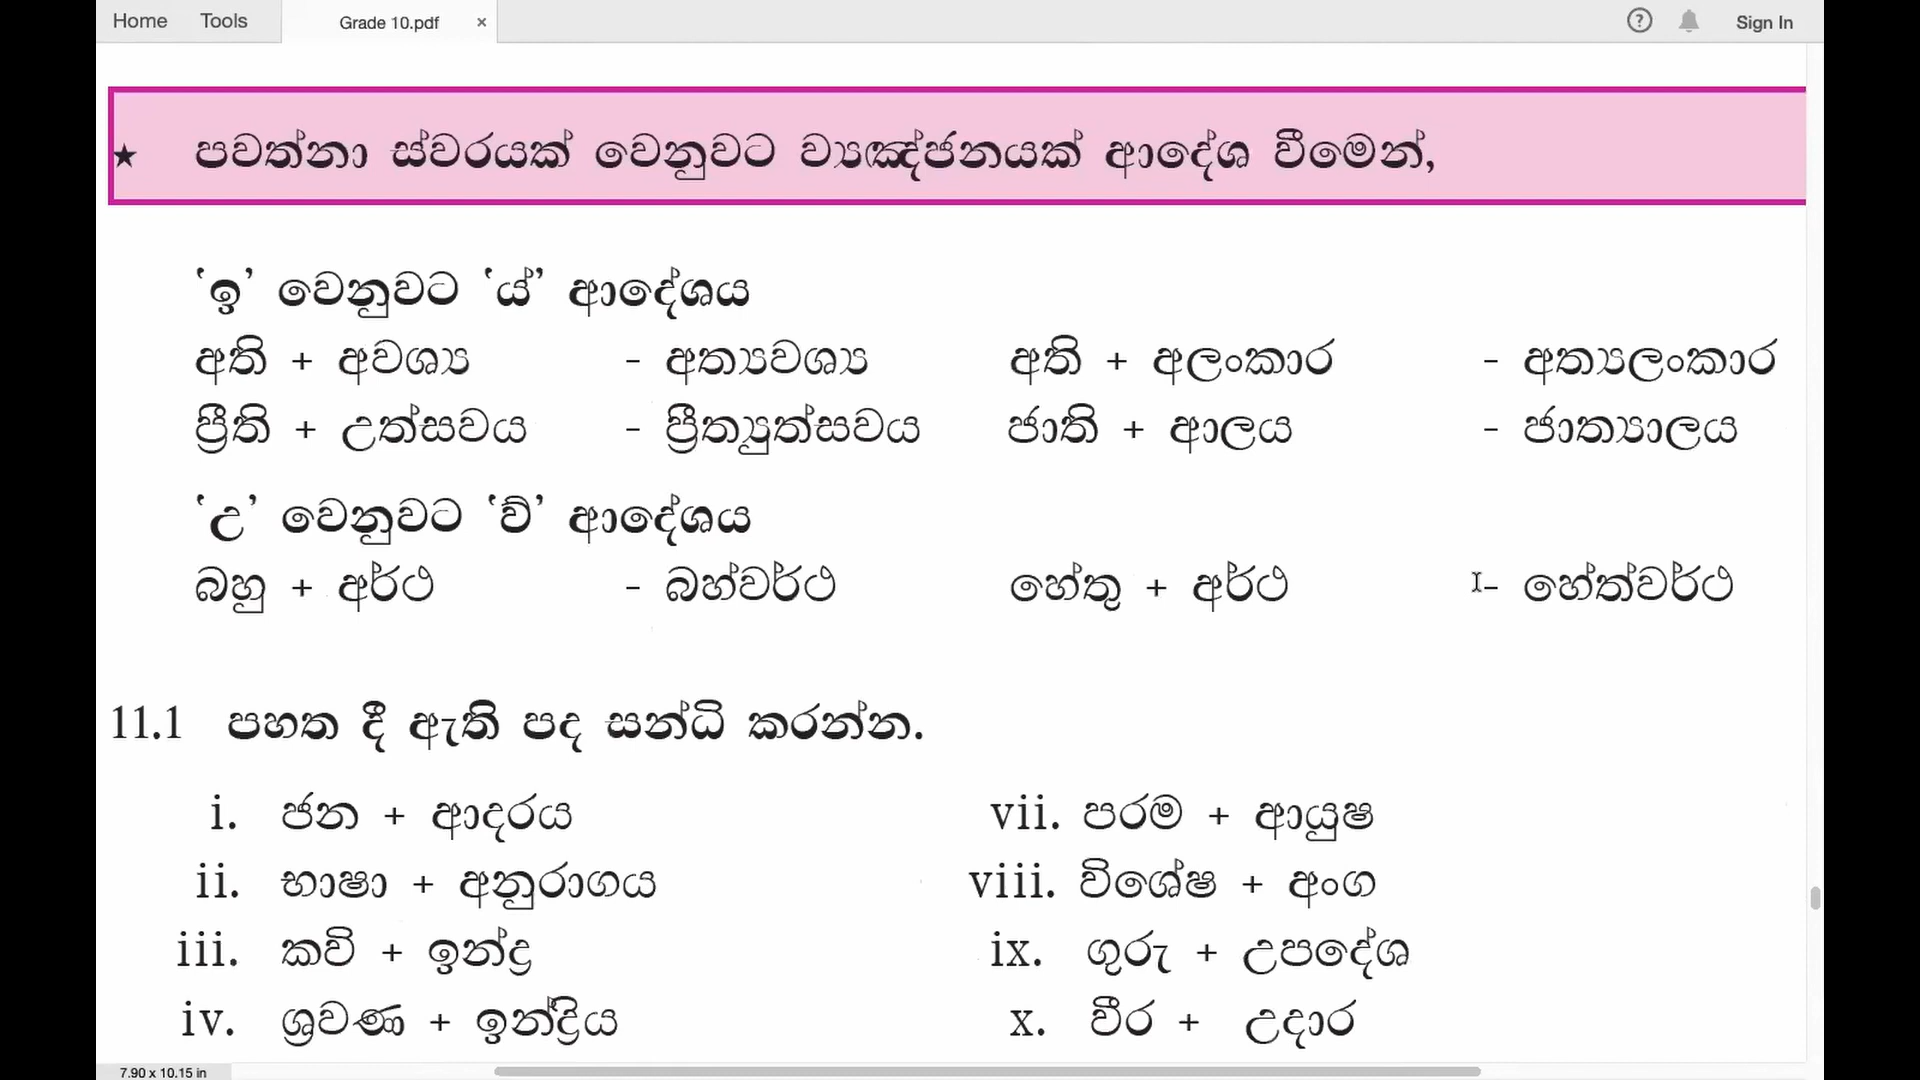 Home Tools Grade 10.pdf × ? Sign In
★ පවත්නා ස්වරයක් වෙනුවට ව්‍යඤ්ජනයක් ආදේශ වීමෙන්,
‘ඉ’ වෙනුවට ‘ය්’ ආදේශය
අති + අවශ්‍ය - අත්‍යවශ්‍ය අති + අලංකාර - අත්‍යලංකාර
ප්‍රීති + උත්සවය - ප්‍රීත්‍යුත්සවය ජාති + ආලය - ජාත්‍යාලය
‘උ’ වෙනුවට ‘ව්’ ආදේශය
බහු + අර්ථ - බහ්වර්ථ හේතු + අර්ථ - හේත්වර්ථ
11.1 පහත දී ඇති පද සන්ධි කරන්න.
i. ජන + ආදරය vii. පරම + ආයුෂ
ii. භාෂා + අනුරාගය viii. විශේෂ + අංග
iii. කවි + ඉන්ද්‍ර ix. ගුරු + උපදේශ
iv. ශ්‍රවණ + ඉන්ද්‍රිය x. වීර + උදාර
7.90 x 10.15 in